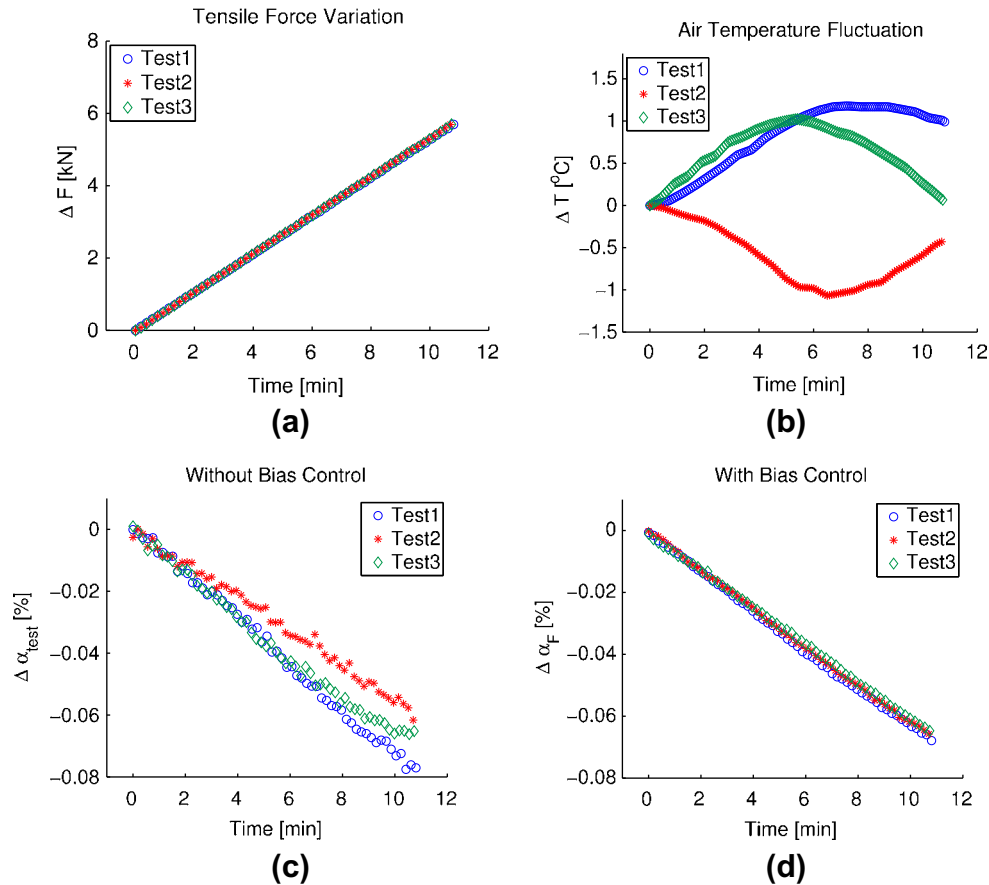 Tensile Force Variation
8
6
4
2
0
Δ F [kN]
Test1
Test2
Test3
0 2 4 6 8 10 12
Time [min]
(a)
Air Temperature Fluctuation
1.5
1
0.5
0
−0.5
−1
−1.5
Δ T [°C]
Test1
Test2
Test3
0 2 4 6 8 10 12
Time [min]
(b)
Without Bias Control
0
−0.02
−0.04
−0.06
−0.08
Δ α_test [%]
Test1
Test2
Test3
0 2 4 6 8 10 12
Time [min]
(c)
With Bias Control
0
−0.02
−0.04
−0.06
−0.08
Δ α_F [%]
Test1
Test2
Test3
0 2 4 6 8 10 12
Time [min]
(d)